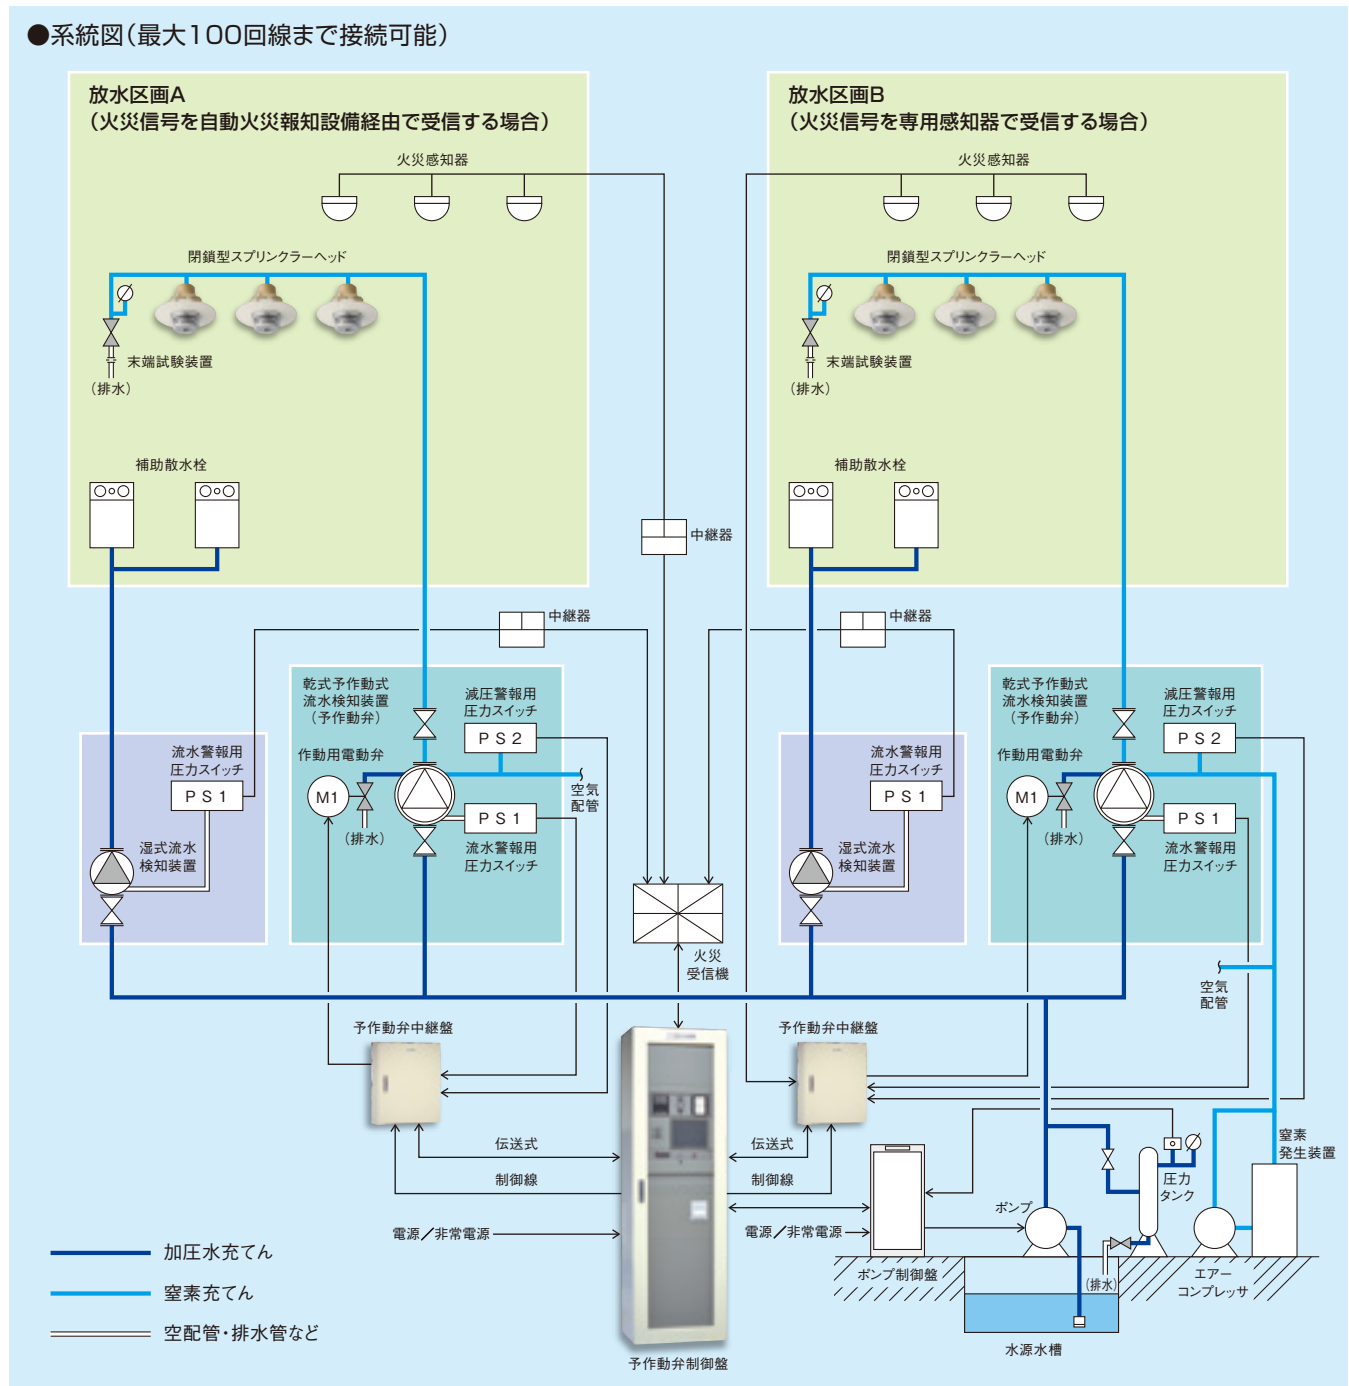 ●系統図(最大100回線まで接続可能)
放水区画A
(火災信号を自動火災報知設備経由で受信する場合)
火災感知器
閉鎖型スプリンクラーヘッド
末端試験装置
(排水)
補助散水栓
放水区画B
(火災信号を専用感知器で受信する場合)
火災感知器
閉鎖型スプリンクラーヘッド
末端試験装置
(排水)
補助散水栓
中継器
中継器
中継器
乾式予作動式
流水検知装置
(予作動弁)
減圧警報用
圧力スイッチ
PS2
作動用電動弁
M1
(排水)
空気
配管
PS1
流水警報用
圧力スイッチ
流水警報用
圧力スイッチ
PS1
湿式流水
検知装置
乾式予作動式
流水検知装置
(予作動弁)
減圧警報用
圧力スイッチ
PS2
作動用電動弁
M1
(排水)
PS1
流水警報用
圧力スイッチ
流水警報用
圧力スイッチ
PS1
湿式流水
検知装置
火災
受信機
空気
配管
予作動弁中継盤
予作動弁中継盤
伝送式
制御線
電源/非常電源
伝送式
制御線
電源/非常電源
ポンプ
圧力
タンク
窒素
発生装置
ポンプ制御盤
(排水)
エアー
コンプレッサ
水源水槽
予作動弁制御盤
加圧水充てん
窒素充てん
空配管・排水管など